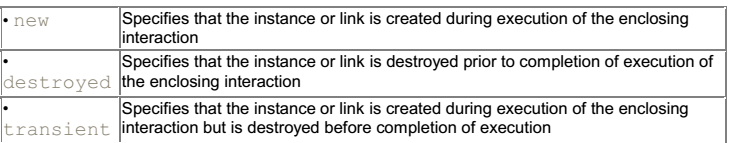 • new Specifies that the instance or link is created during execution of the enclosing
interaction
• Specifies that the instance or link is destroyed prior to completion of execution of
destroyed the enclosing interaction
• Specifies that the instance or link is created during execution of the enclosing
transient interaction but is destroyed before completion of execution